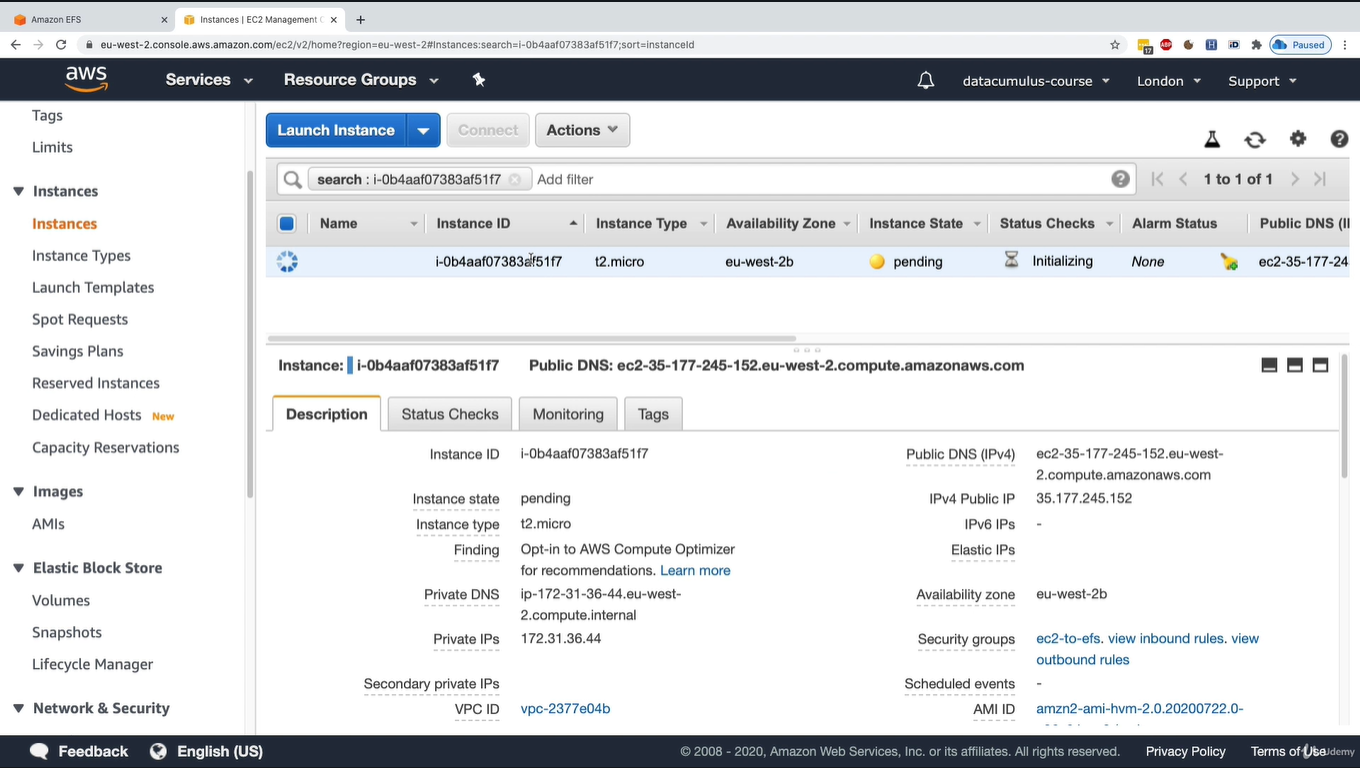 Amazon EFS
Instances | EC2 Management
eu-west-2.console.aws.amazon.com/ec2/v2/home?region=eu-west-2#Instances:search=i-0b4aaf07383af51f7;sort=instanceId
17
ABP
H
iD
Paused
aws
Services
Resource Groups
datacumulus-course
London
Support
Tags
Limits
Instances
Instances
Instance Types
Launch Templates
Spot Requests
Savings Plans
Reserved Instances
Dedicated Hosts New
Capacity Reservations
Images
AMIs
Elastic Block Store
Volumes
Snapshots
Lifecycle Manager
Network & Security
Launch Instance
Connect
Actions
search : i-0b4aaf07383af51f7
Add filter
1 to 1 of 1
Name
Instance ID
Instance Type
Availability Zone
Instance State
Status Checks
Alarm Status
Public DNS (I
i-0b4aaf07383af51f7
t2.micro
eu-west-2b
pending
Initializing
None
ec2-35-177-24
Instance: i-0b4aaf07383af51f7
Public DNS: ec2-35-177-245-152.eu-west-2.compute.amazonaws.com
Description
Status Checks
Monitoring
Tags
Instance ID i-0b4aaf07383af51f7
Instance state pending
Instance type t2.micro
Finding Opt-in to AWS Compute Optimizer
for recommendations. Learn more
Private DNS ip-172-31-36-44.eu-west-
2.compute.internal
Private IPs 172.31.36.44
Secondary private IPs
VPC ID vpc-2377e04b
Public DNS (IPv4) ec2-35-177-245-152.eu-west-
2.compute.amazonaws.com
IPv4 Public IP 35.177.245.152
IPv6 IPs -
Elastic IPs
Availability zone eu-west-2b
Security groups ec2-to-efs. view inbound rules. view
outbound rules
Scheduled events -
AMI ID amzn2-ami-hvm-2.0.20200722.0-
Feedback
English (US)
© 2008 - 2020, Amazon Web Services, Inc. or its affiliates. All rights reserved.
Privacy Policy
Terms of Use
Udemy